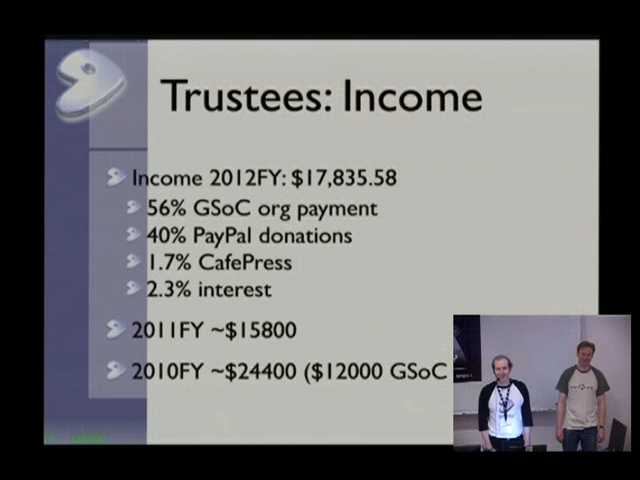 Trustees: Income
Income 2012FY: $17,835.58
56% GSoC org payment
40% PayPal donations
1.7% CafePress
2.3% interest
2011FY ~$15800
2010FY ~$24400 ($12000 GSoC